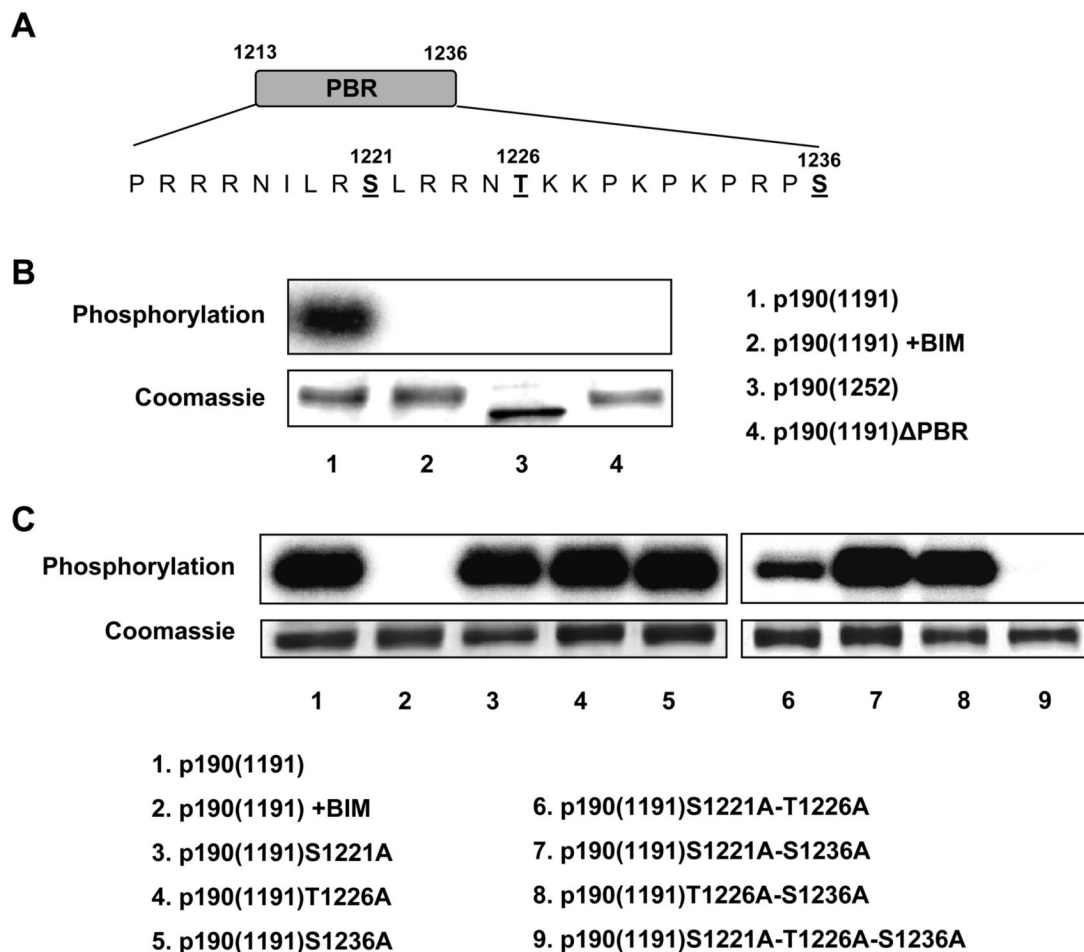 A
1213 1236
PBR
1221 1226 1236
P R R R N I L R S L R R N T K K P K P K P R P S
B
Phosphorylation
Coomassie
1 2 3 4
1. p190(1191)
2. p190(1191) +BIM
3. p190(1252)
4. p190(1191)ΔPBR
C
Phosphorylation
Coomassie
1 2 3 4 5 6 7 8 9
1. p190(1191)
2. p190(1191) +BIM
3. p190(1191)S1221A
4. p190(1191)T1226A
5. p190(1191)S1236A
6. p190(1191)S1221A-T1226A
7. p190(1191)S1221A-S1236A
8. p190(1191)T1226A-S1236A
9. p190(1191)S1221A-T1226A-S1236A